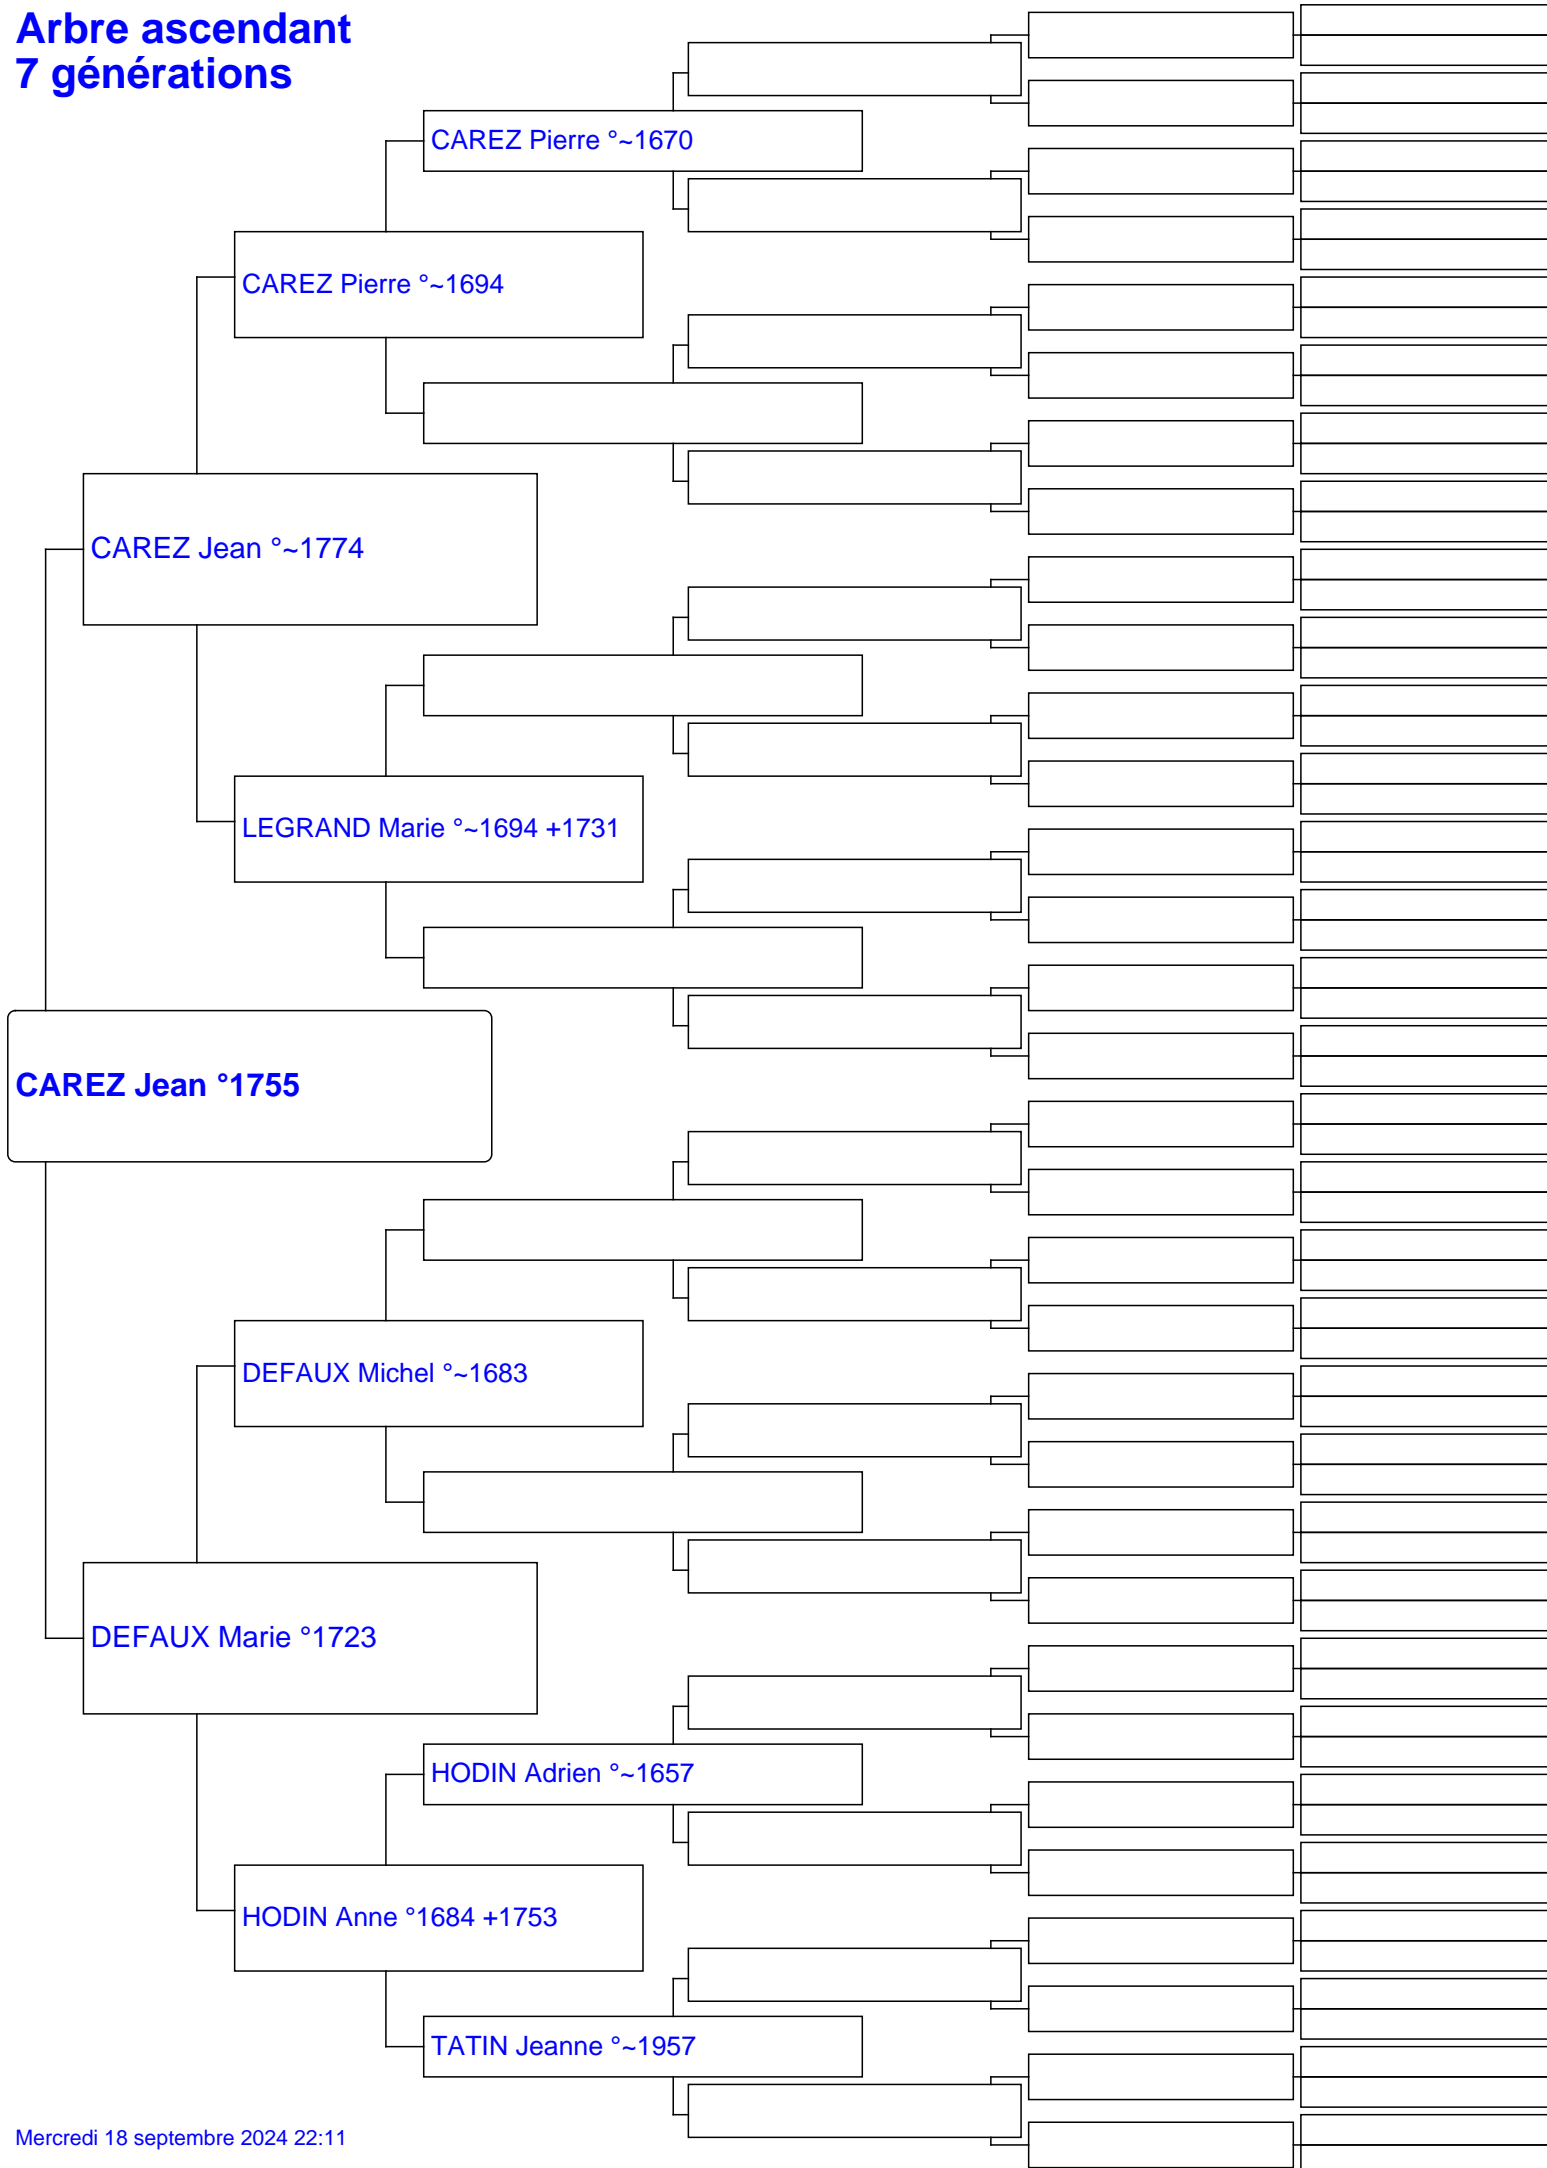 Arbre ascendant
7 générations
CAREZ Pierre °~1670
CAREZ Pierre °~1694
CAREZ Jean °~1774
LEGRAND Marie °~1694 +1731
CAREZ Jean °1755
DEFAUX Michel °~1683
DEFAUX Marie °1723
HODIN Adrien °~1657
HODIN Anne °1684 +1753
TATIN Jeanne °~1957
Mercredi 18 septembre 2024 22:11